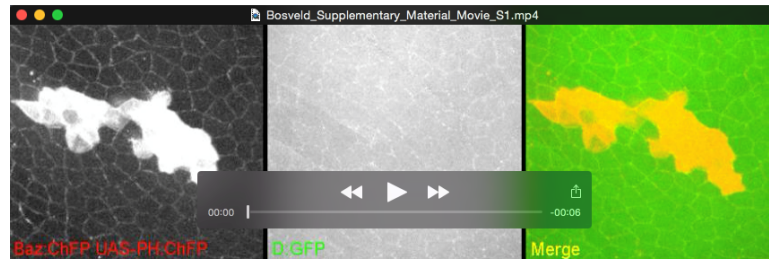 Bosveld_Supplementary_Material_Movie_S1.mp4
00:00
-00:06
Baz:ChFP UAS-PH:ChFP
D:GFP
Merge